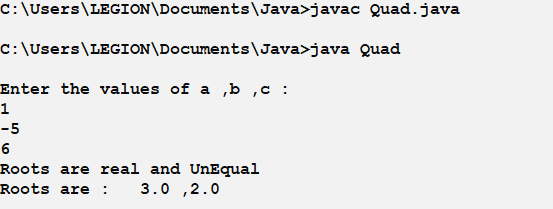 C:\Users\LEGION\Documents\Java>javac Quad.java
C:\Users\LEGION\Documents\Java>java Quad
Enter the values of a ,b ,c :
1
-5
6
Roots are real and UnEqual
Roots are :   3.0 ,2.0